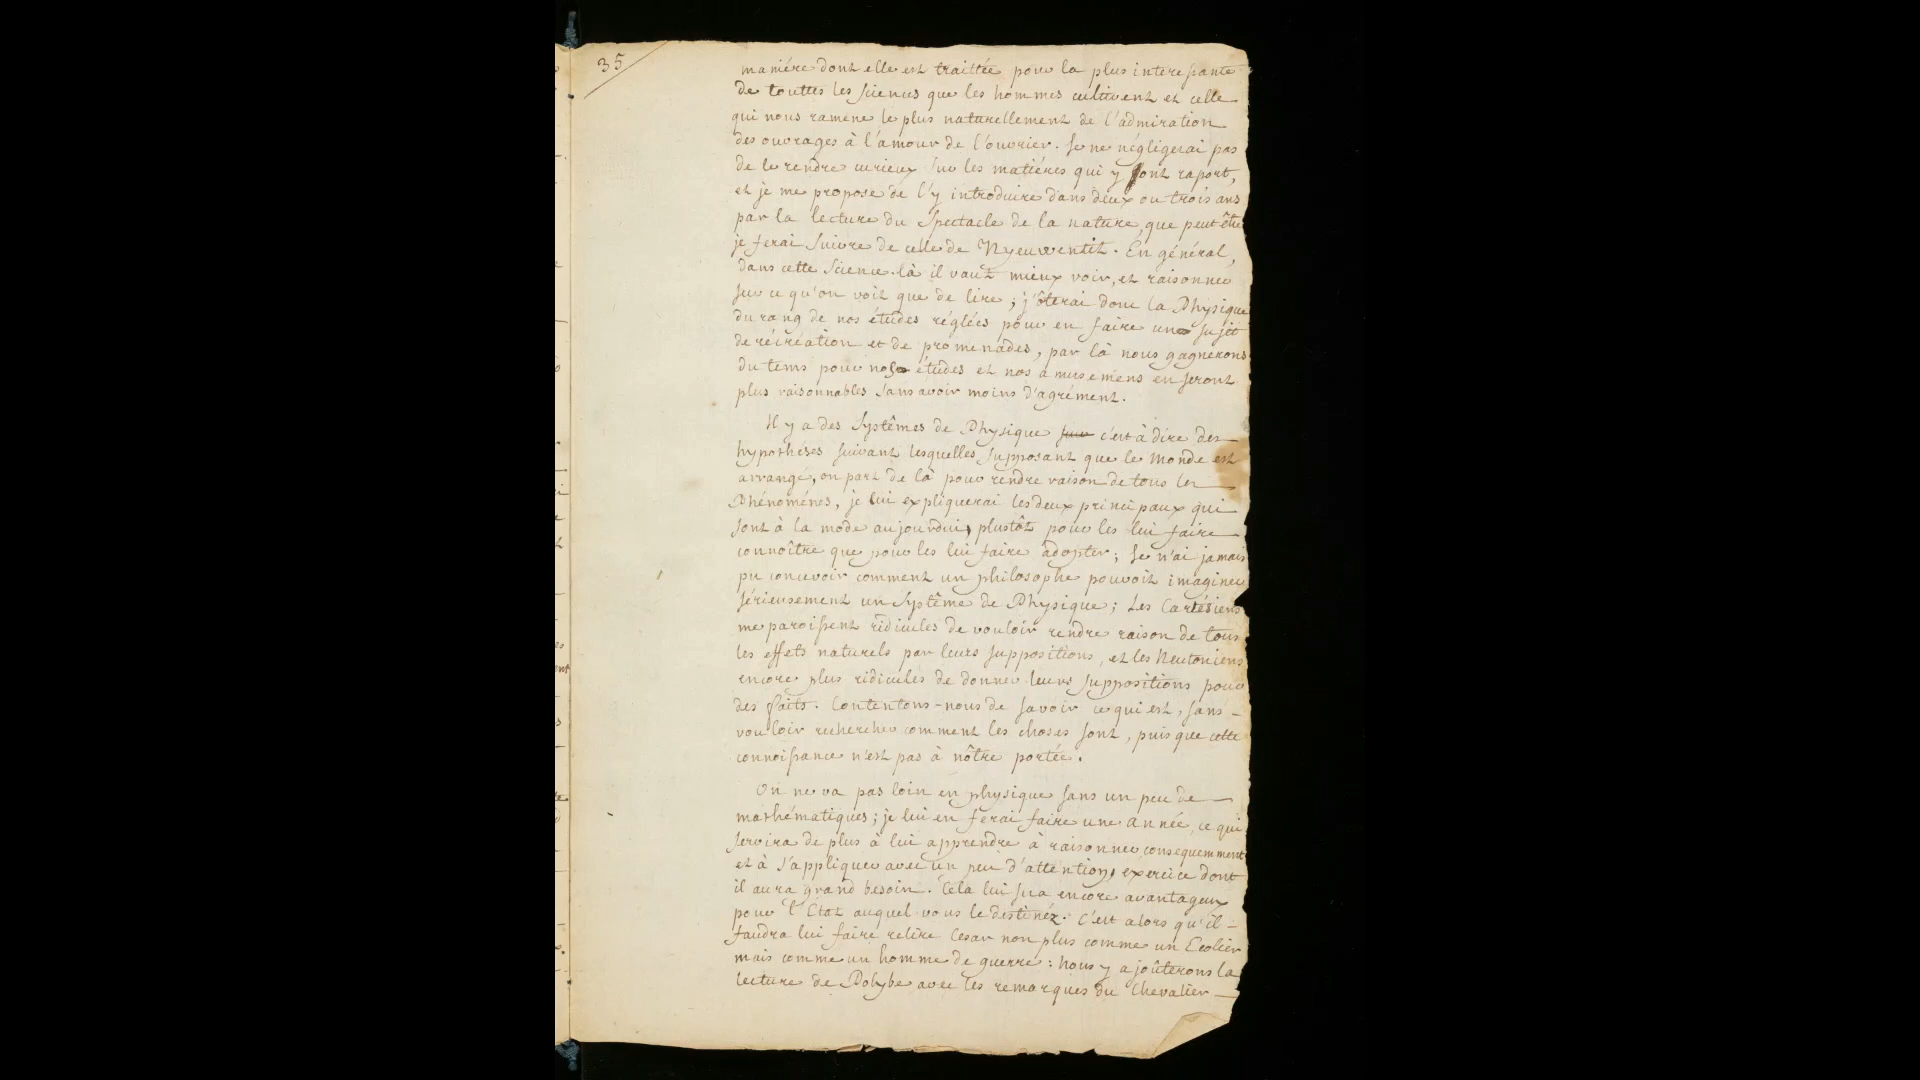 35
maniére dont elle est traittée pour la plus interessante
de toutes les sciences que les hommes cultivent et celle
qui nous ramene le plus naturellement de l'admiration
des ouvrages à l'amour de l'ouvrier. Je ne négligerai pas
de le rendre curieux sur les matiéres qui y sont raport,
et je me propose de l'y introduire dans deux ou trois ans
par la lecture du Spectacle de la nature, que peut être
je ferai suivre de celle de Nyeuwentit. En général,
dans cette Science-là il vaut mieux voir, et raisonner
sur ce qu'on voit que de lire; j'ôterai donc la Physique
du rang de nos études réglées pour en faire un sujet
de récréation et de promenades, par là nous gagnerons
du tems pour nos études et nos amusemens en seront
plus raisonnables sans avoir moins d'agrément.
Il y a des Systêmes de Physique c'est à dire des
hypothéses suivant lesquelles supposant que le Monde est
arrangé, on part de là pour rendre raison de tous les
Phénoménes, je lui expliquerai les deux principaux qui
sont à la mode aujourdui, plustôt pour les lui faire
connoître que pour les lui faire adopter; Je n'ai jamais
pu concevoir comment un philosophe pouvoit imaginer
sérieusement un Systême de Physique; Les Cartésiens
me paroissent ridicules de vouloir rendre raison de tous
les effets naturels par leurs suppositions, et les Neutoniens
encore plus ridicules de donner leurs suppositions pour
des faits. Contentons-nous de savoir ce qui est, sans
vouloir rechercher comment les choses sont, puis que cette
connoissance n'est pas à nôtre portée.
On ne va pas loin en physique sans un peu de
mathématiques; je lui en ferai faire une année, ce qui
servira de plus à lui apprendre à raisonner consequemment
et à s'appliquer avec un peu d'attention, exercice dont
il aura grand besoin. Cela lui sera encore avantageux
pour l'Etat auquel vous le destinéz. C'est alors qu'il
faudra lui faire relire Cesar non plus comme un Ecolier
mais comme un homme de guerre: Nous y ajoûterons la
lecture de Polybe avec les remarques du Chevalier